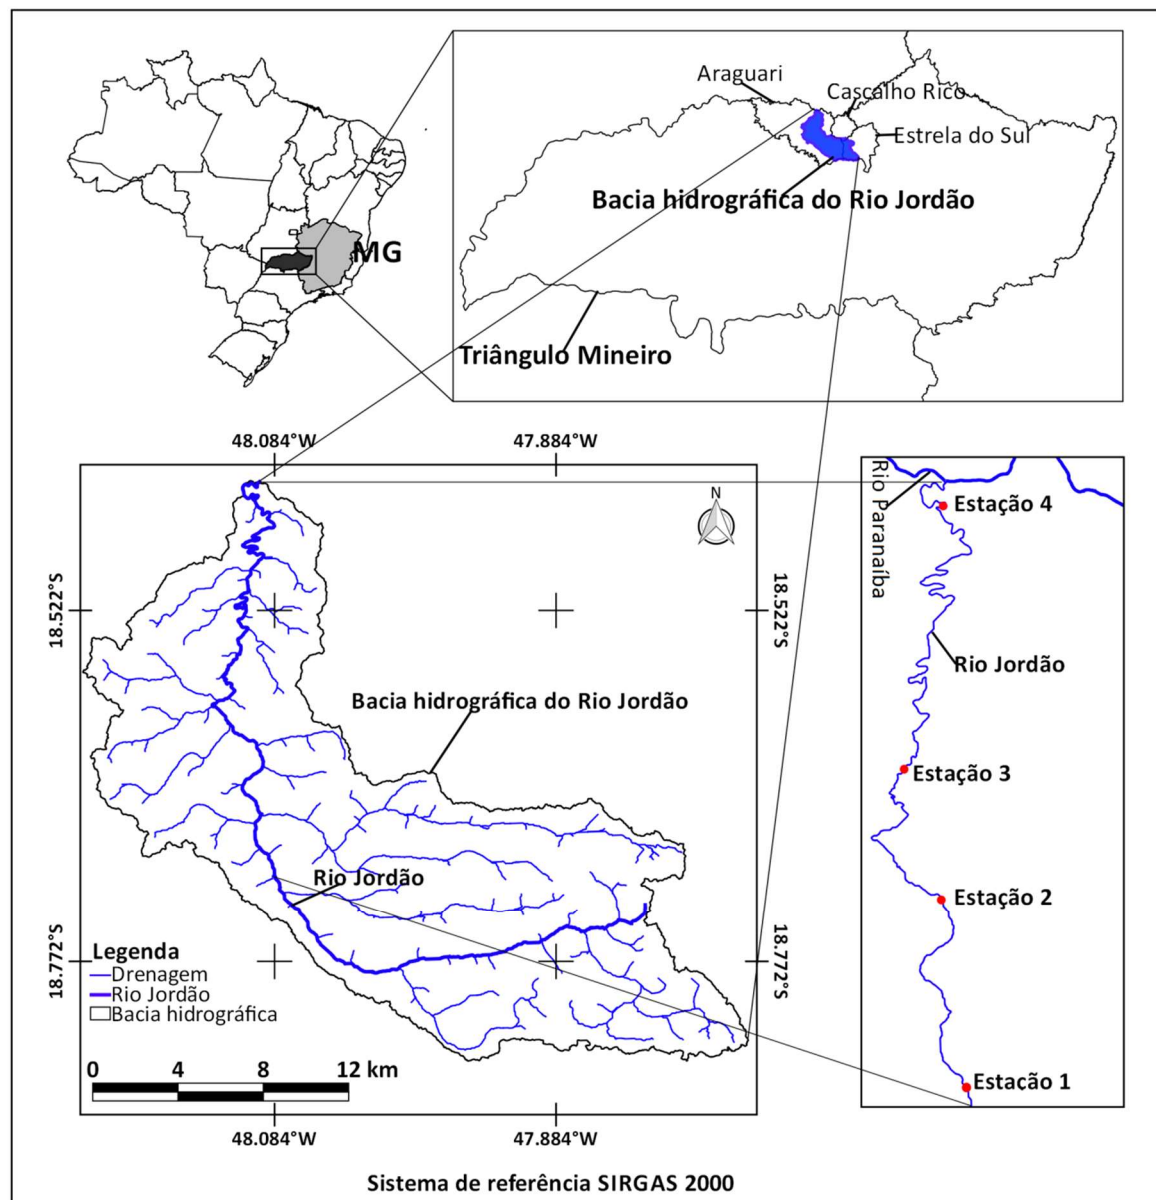 Araguari
Cascalho Rico
Estrela do Sul
Bacia hidrográfica do Rio Jordão
MG
Triângulo Mineiro
48.084°W
47.884°W
N
18.522°S
18.522°S
Bacia hidrográfica do Rio Jordão
Rio Jordão
18.772°S
18.772°S
Legenda
Drenagem
Rio Jordão
Bacia hidrográfica
0 4 8 12 km
48.084°W
47.884°W
Rio Paranaíba
Estação 4
Rio Jordão
Estação 3
Estação 2
Estação 1
Sistema de referência SIRGAS 2000